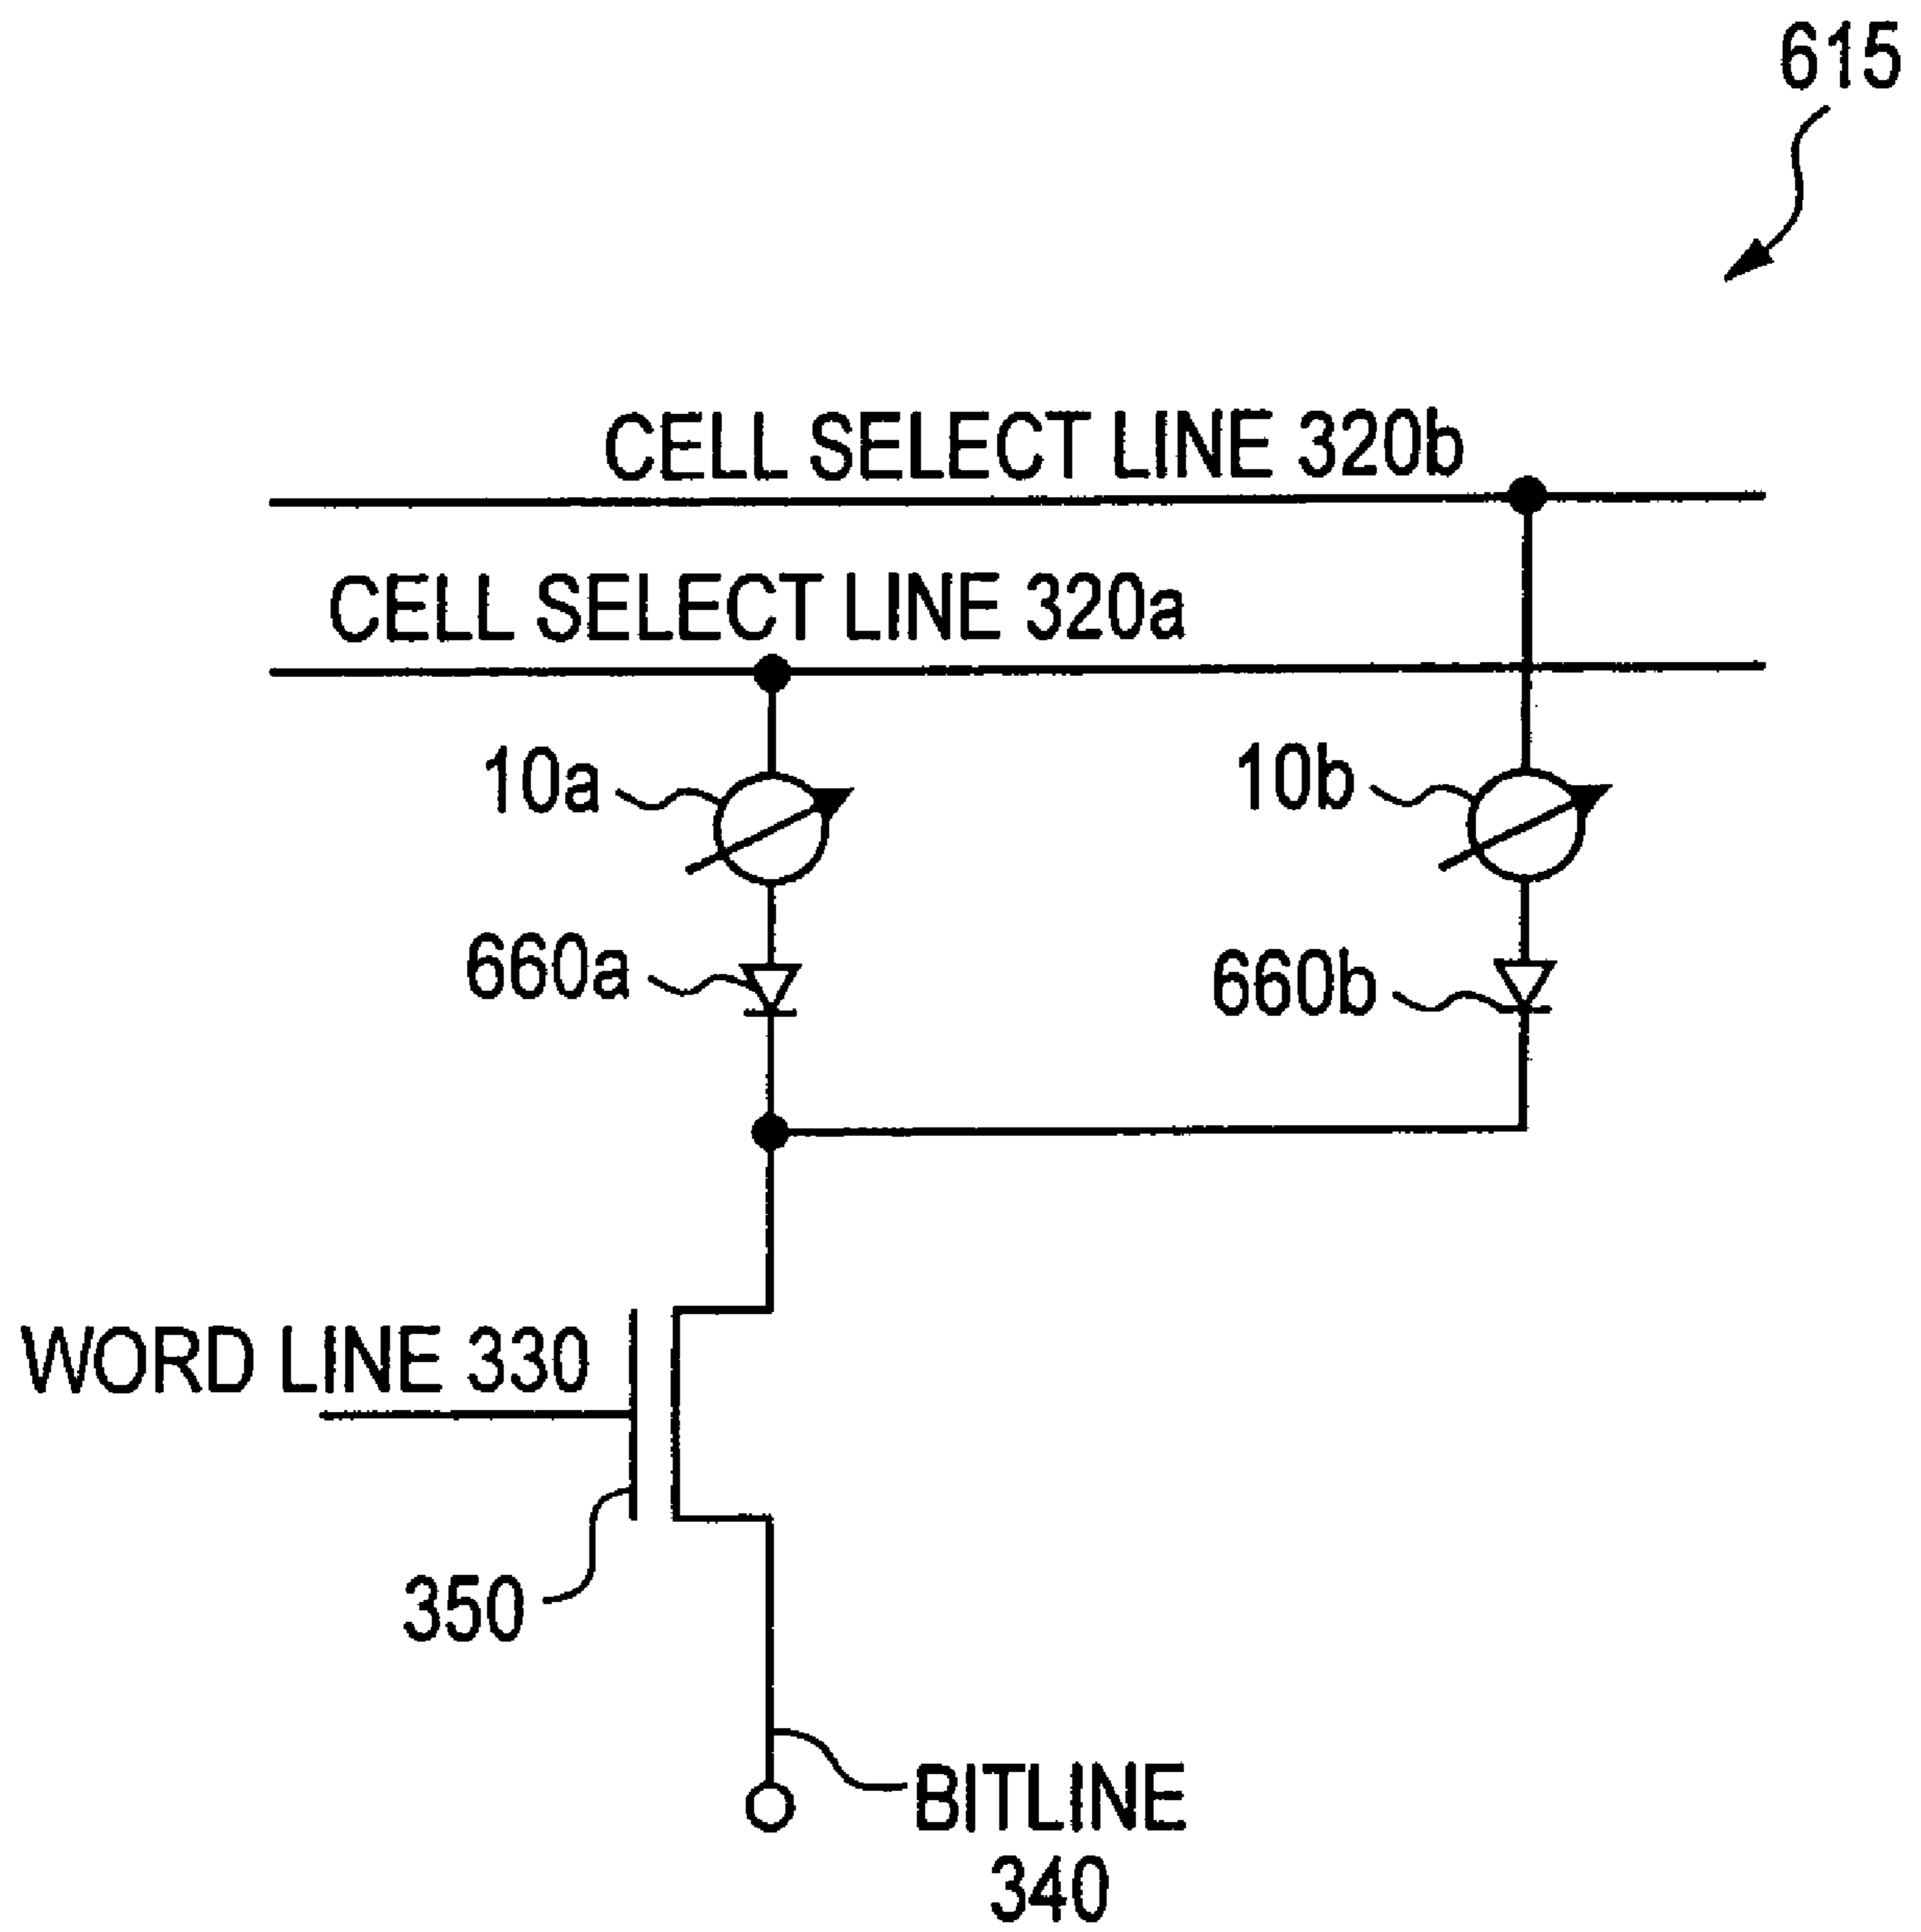 615
CELL SELECT LINE 320b
CELL SELECT LINE 320a
10a
10b
660a
660b
WORD LINE 330
350
BITLINE
340